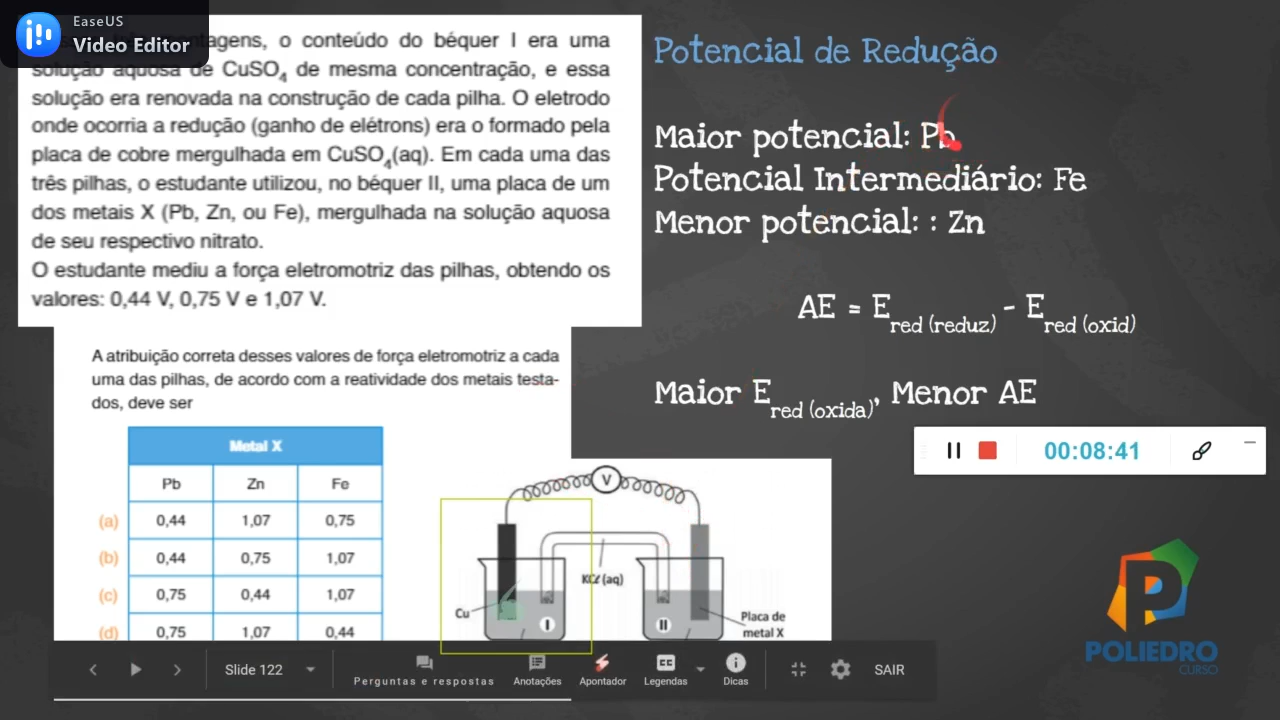 EaseUS
Video Editor
tagens, o conteúdo do béquer I era uma
solução aquosa de CuSO4 de mesma concentração, e essa
solução era renovada na construção de cada pilha. O eletrodo
onde ocorria a redução (ganho de elétrons) era o formado pela
placa de cobre mergulhada em CuSO4(aq). Em cada uma das
três pilhas, o estudante utilizou, no béquer II, uma placa de um
dos metais X (Pb, Zn, ou Fe), mergulhada na solução aquosa
de seu respectivo nitrato.
O estudante mediu a força eletromotriz das pilhas, obtendo os
valores: 0,44 V, 0,75 V e 1,07 V.
A atribuição correta desses valores de força eletromotriz a cada
uma das pilhas, de acordo com a reatividade dos metais testa-
dos, deve ser
Metal X
Pb Zn Fe
(a) 0,44 1,07 0,75
(b) 0,44 0,75 1,07
(c) 0,75 0,44 1,07
(d) 0,75 1,07 0,44
V
KCℓ (aq)
Cu
I
II
Placa de
metal X
Potencial de Redução
Maior potencial: Pb
Potencial Intermediário: Fe
Menor potencial: : Zn
AE = E red (reduz) - E red (oxid)
Maior E red (oxida), Menor AE
00:08:41
POLIEDRO
CURSO
Slide 122
Perguntas e respostas
Anotações
Apontador
Legendas
Dicas
SAIR